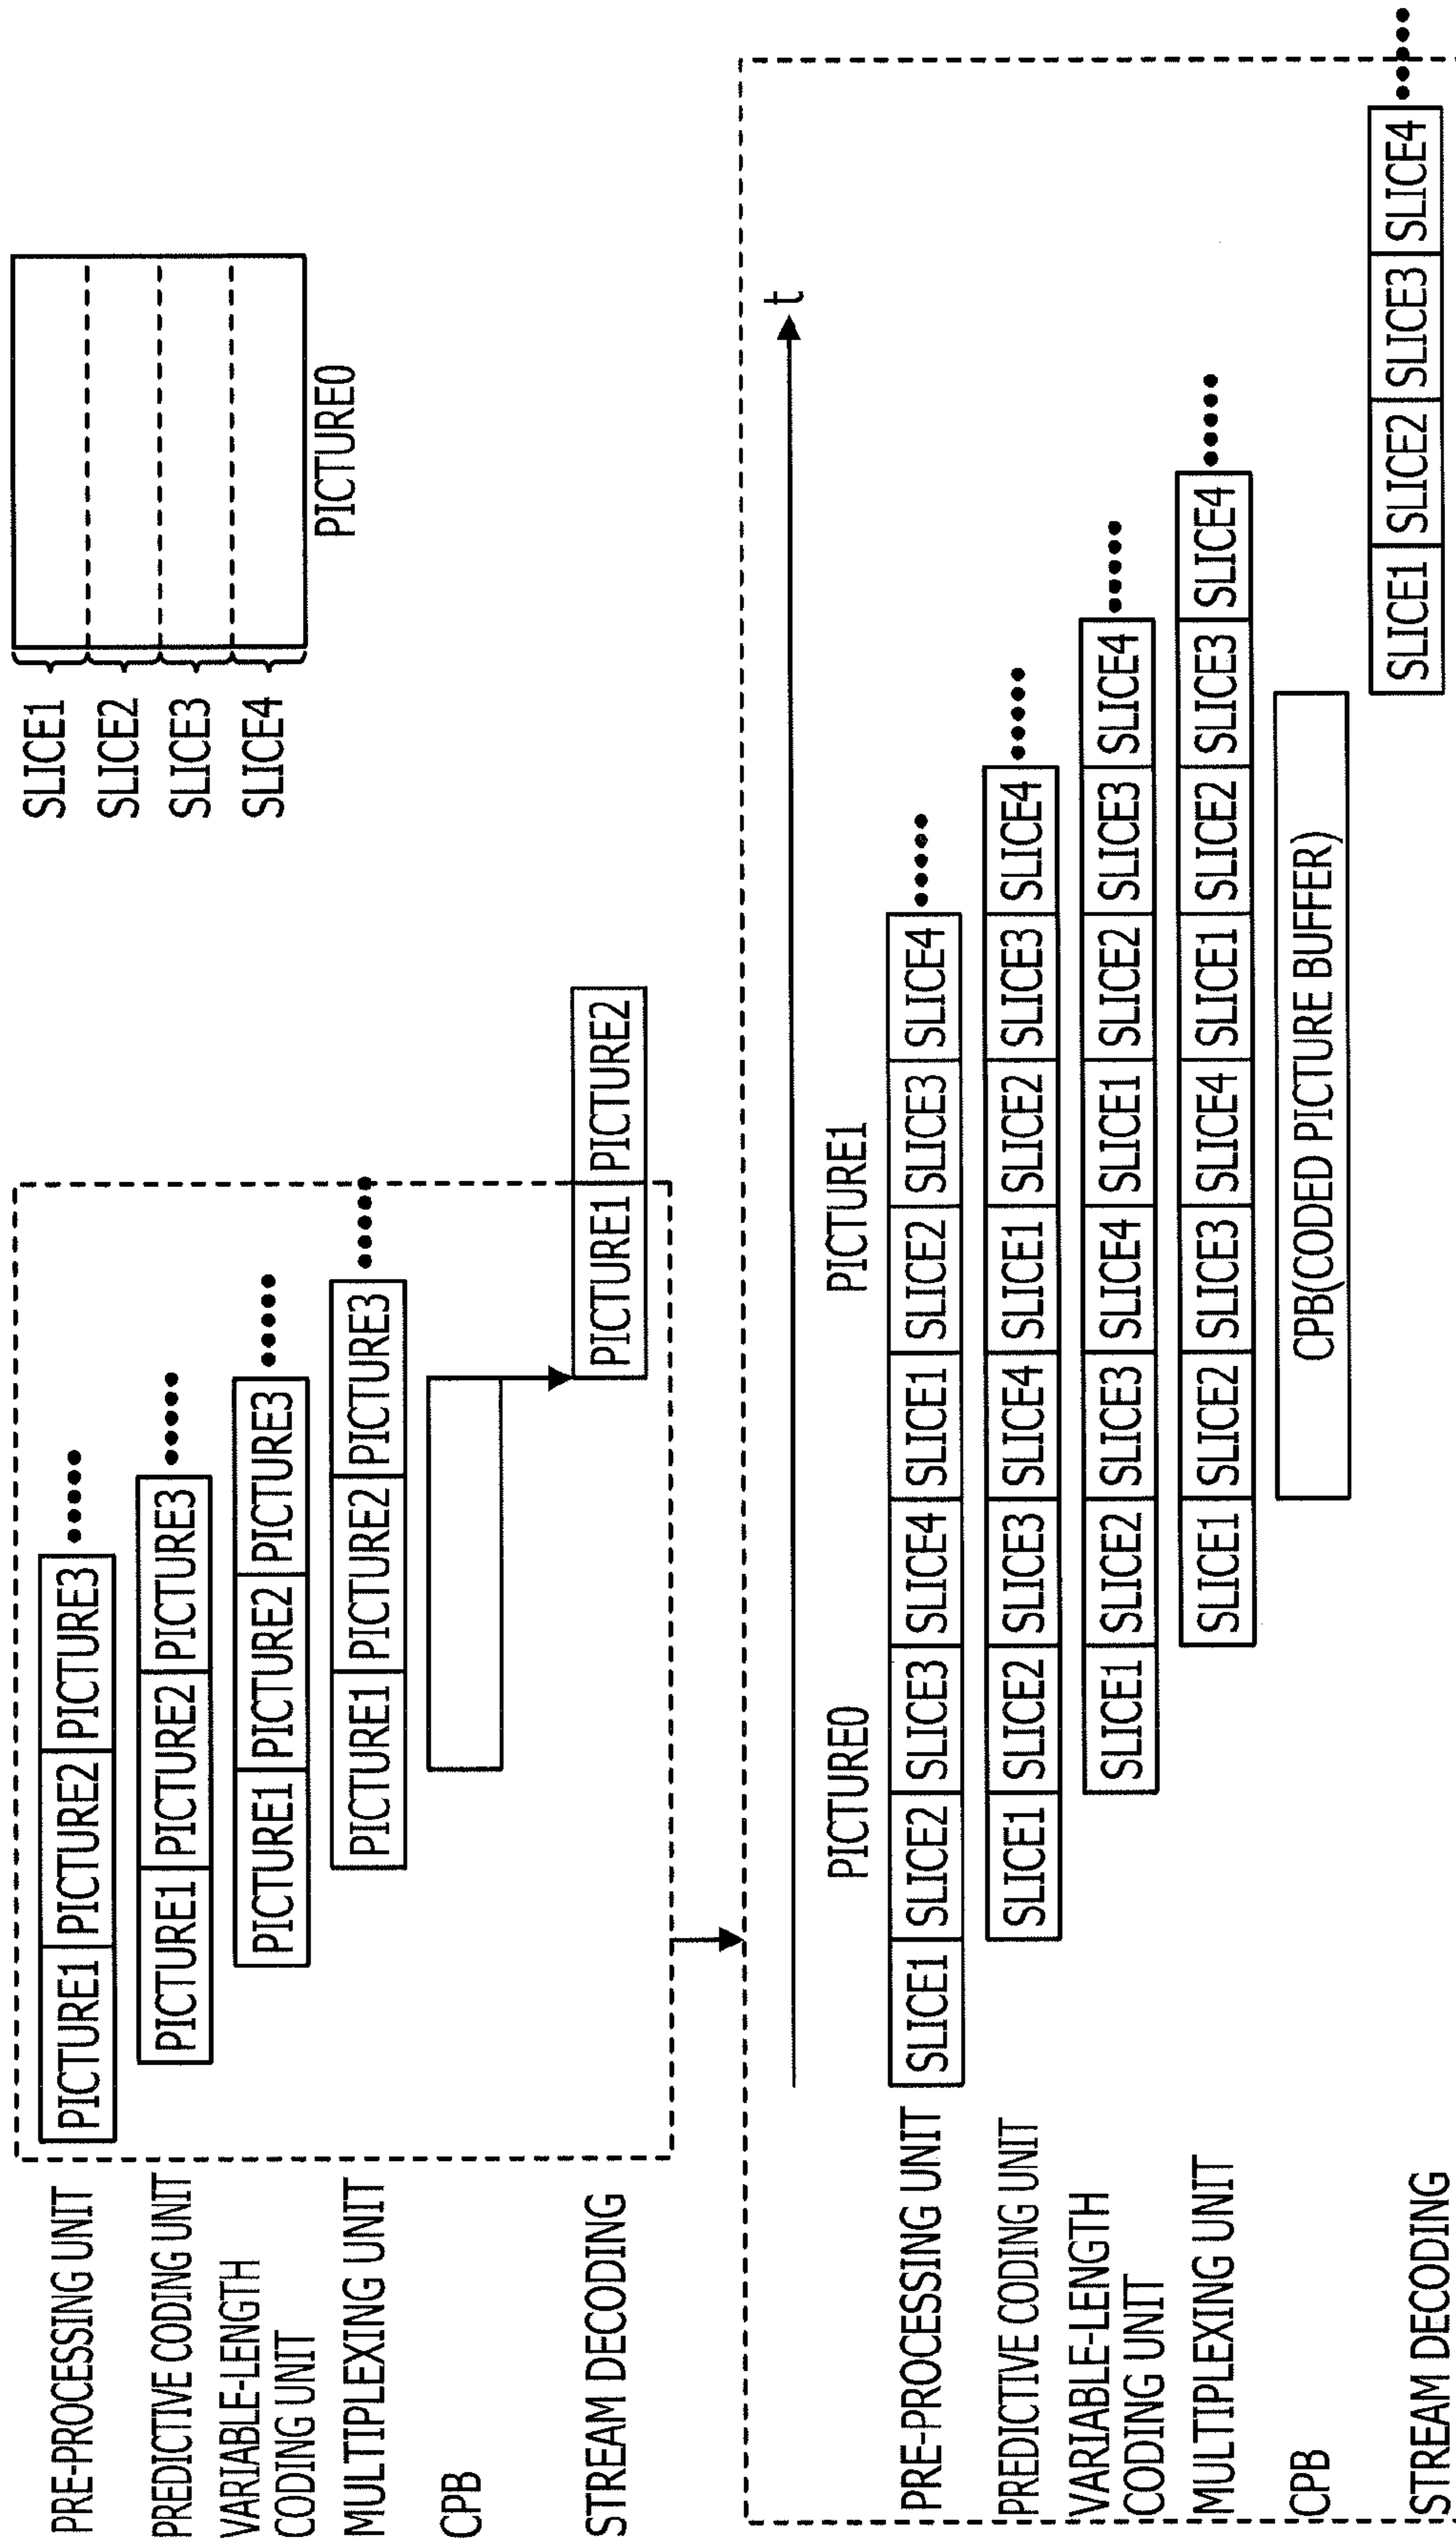 PRE-PROCESSING UNIT
PICTURE1 PICTURE2 PICTURE3 •••••
PREDICTIVE CODING UNIT
PICTURE1 PICTURE2 PICTURE3 •••••
VARIABLE-LENGTH
CODING UNIT
PICTURE1 PICTURE2 PICTURE3 •••••
MULTIPLEXING UNIT
PICTURE1 PICTURE2 PICTURE3 •••••
CPB
STREAM DECODING
PICTURE1 PICTURE2
SLICE1
SLICE2
SLICE3
SLICE4
PICTURE0
t
PICTURE0 PICTURE1
PRE-PROCESSING UNIT
SLICE1 SLICE2 SLICE3 SLICE4 SLICE1 SLICE2 SLICE3 SLICE4 •••••
PREDICTIVE CODING UNIT
SLICE1 SLICE2 SLICE3 SLICE4 SLICE1 SLICE2 SLICE3 SLICE4 •••••
VARIABLE-LENGTH
CODING UNIT
SLICE1 SLICE2 SLICE3 SLICE4 SLICE1 SLICE2 SLICE3 SLICE4 •••••
MULTIPLEXING UNIT
SLICE1 SLICE2 SLICE3 SLICE4 SLICE1 SLICE2 SLICE3 SLICE4 •••••
CPB
CPB(CODED PICTURE BUFFER)
STREAM DECODING
SLICE1 SLICE2 SLICE3 SLICE4 •••••